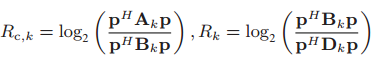 R_{c,k} = log_2 ( p^H A_k p / p^H B_k p ) , R_k = log_2 ( p^H B_k p / p^H D_k p )